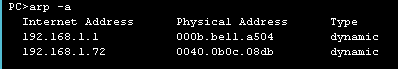 PC>arp -a
Internet Address Physical Address Type
192.168.1.1 000b.be11.a504 dynamic
192.168.1.72 0040.0b0c.08db dynamic